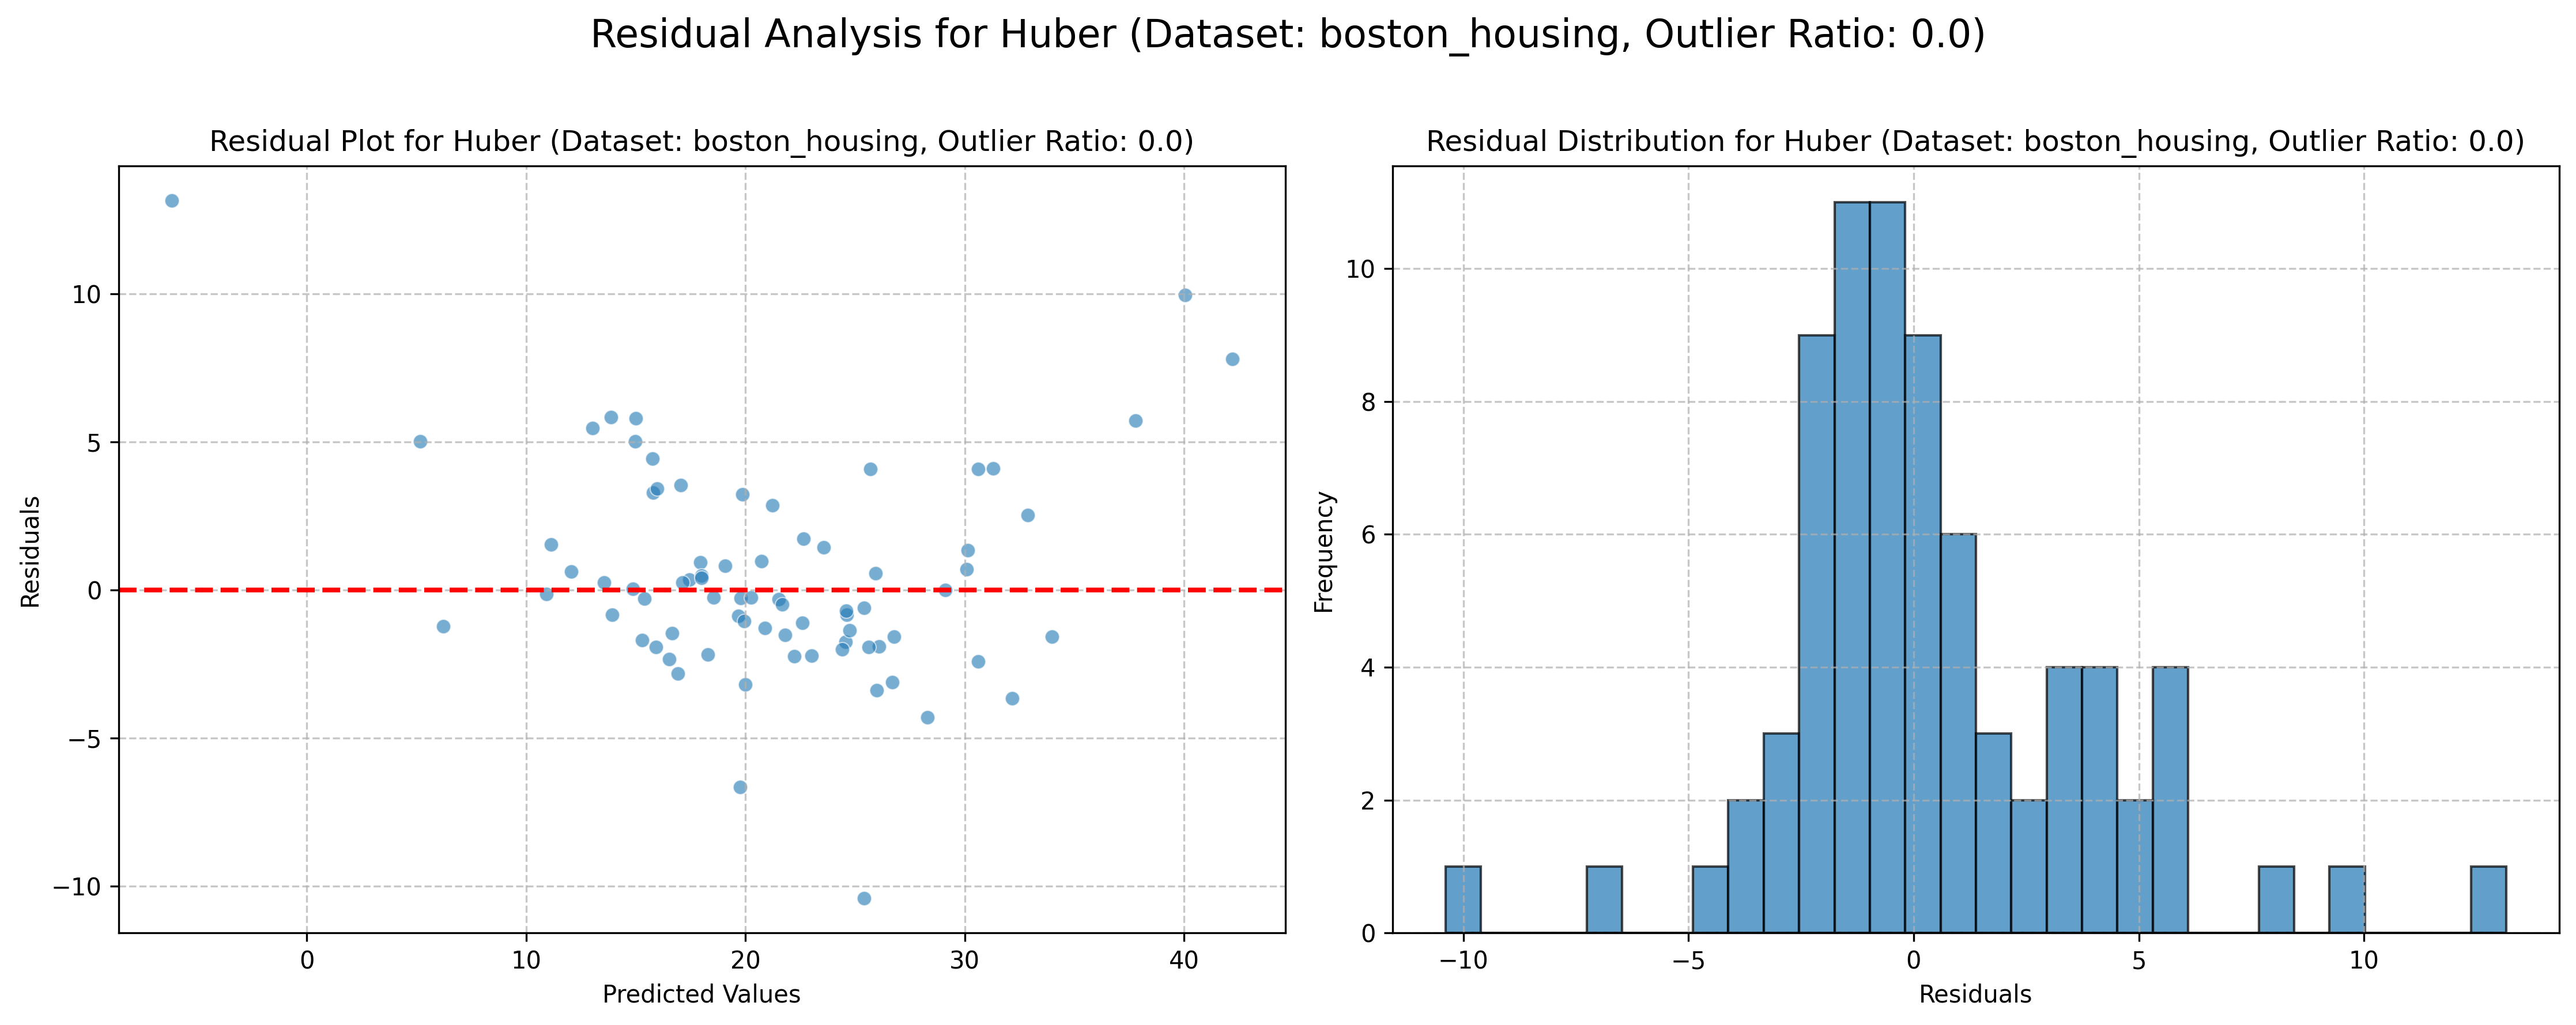 Residual Analysis for Huber (Dataset: boston_housing, Outlier Ratio: 0.0)
Residual Plot for Huber (Dataset: boston_housing, Outlier Ratio: 0.0)
10
5
0
−5
−10
Residuals
0 10 20 30 40
Predicted Values
Residual Distribution for Huber (Dataset: boston_housing, Outlier Ratio: 0.0)
10
8
6
4
2
0
Frequency
−10 −5 0 5 10
Residuals